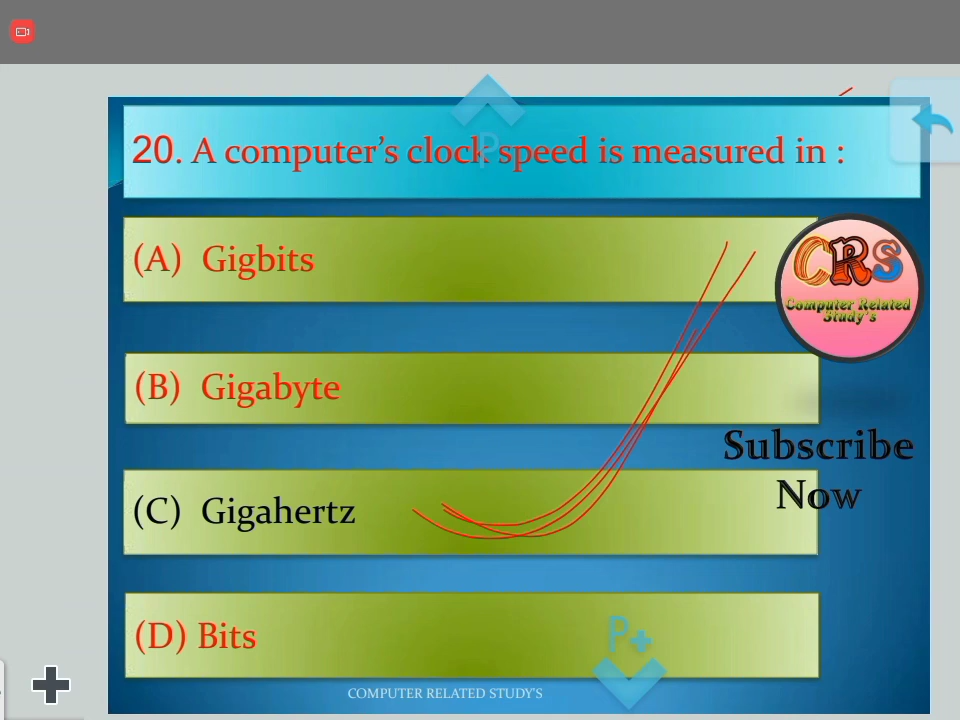 20. A computer's clock speed is measured in :
P
(A) Gigbits
CRS
Computer Related
Study's
(B) Gigabyte
Subscribe
Now
(C) Gigahertz
(D) Bits
P+
COMPUTER RELATED STUDY'S